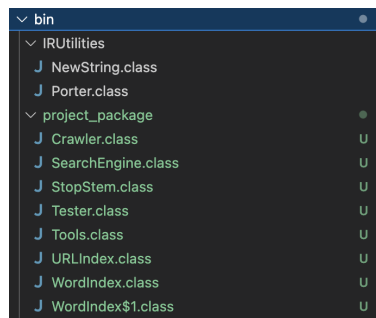 bin
IRUtilities
J NewString.class
J Porter.class
project_package
J Crawler.class U
J SearchEngine.class U
J StopStem.class U
J Tester.class U
J Tools.class U
J URLIndex.class U
J WordIndex.class U
J WordIndex$1.class U